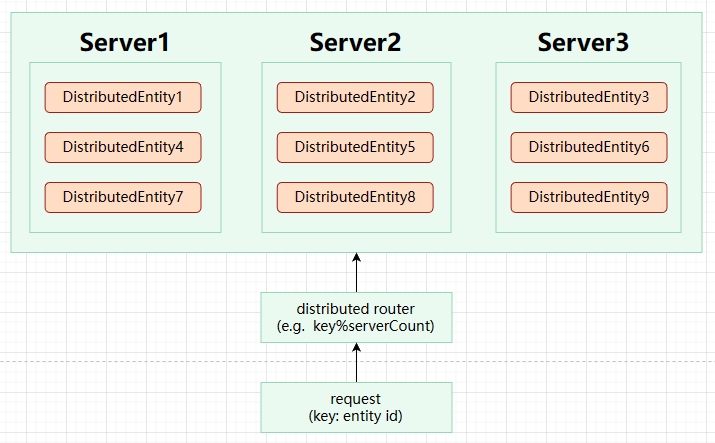 Server1
Server2
Server3
DistributedEntity1
DistributedEntity2
DistributedEntity3
DistributedEntity4
DistributedEntity5
DistributedEntity6
DistributedEntity7
DistributedEntity8
DistributedEntity9
distributed router
(e.g.  key%serverCount)
request
(key: entity id)